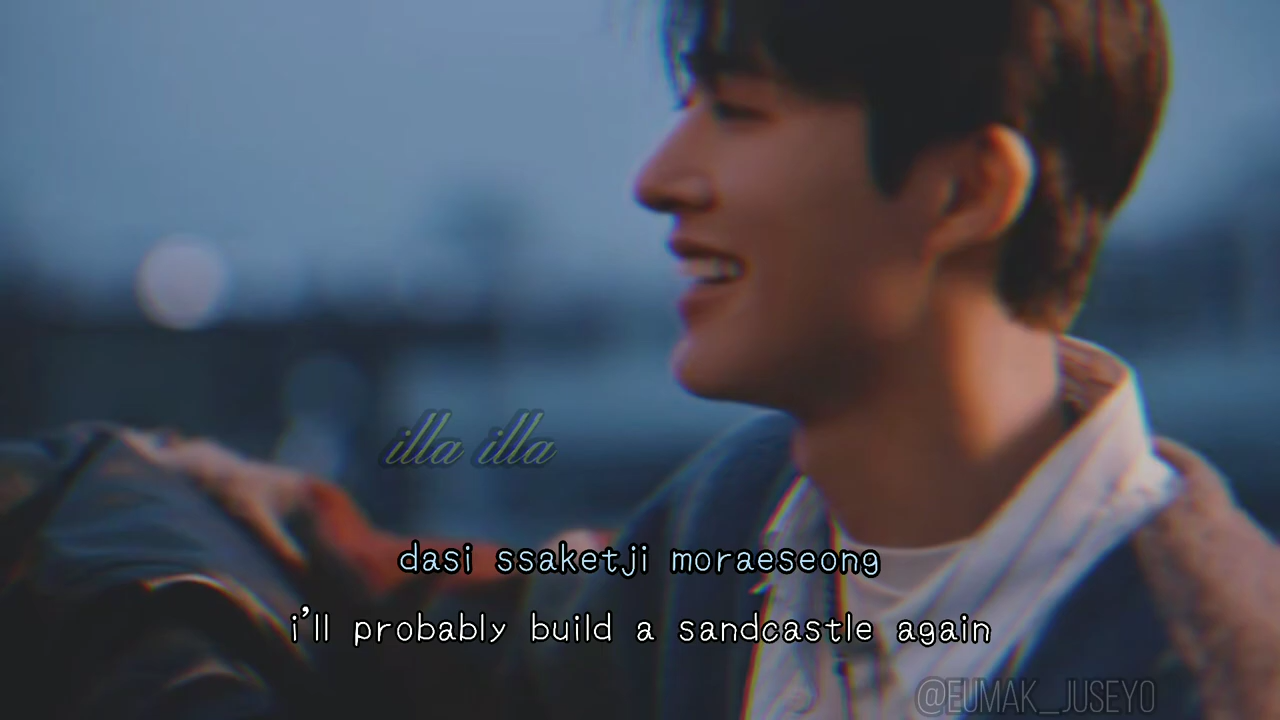 illa illa
dasi ssaketji moraeseong
i'll probably build a sandcastle again
@EUMAK_JUSEYO